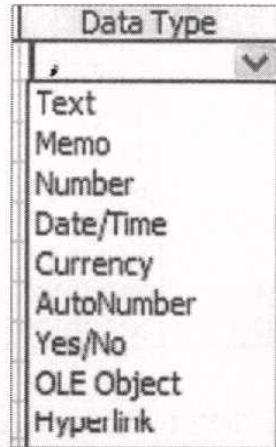 Data Type
,
Text
Memo
Number
Date/Time
Currency
AutoNumber
Yes/No
OLE Object
Hyperlink